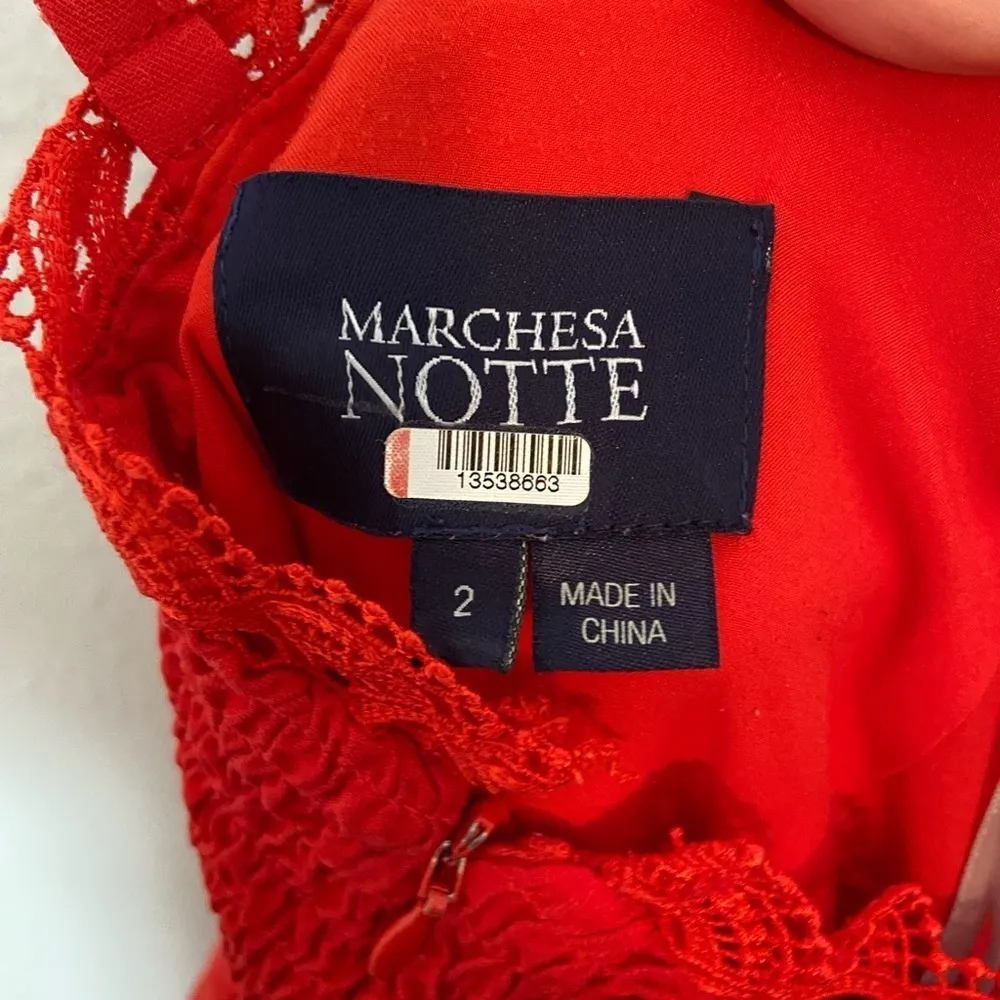 MARCHESA
NOTTE
13538663
2
MADE IN
CHINA